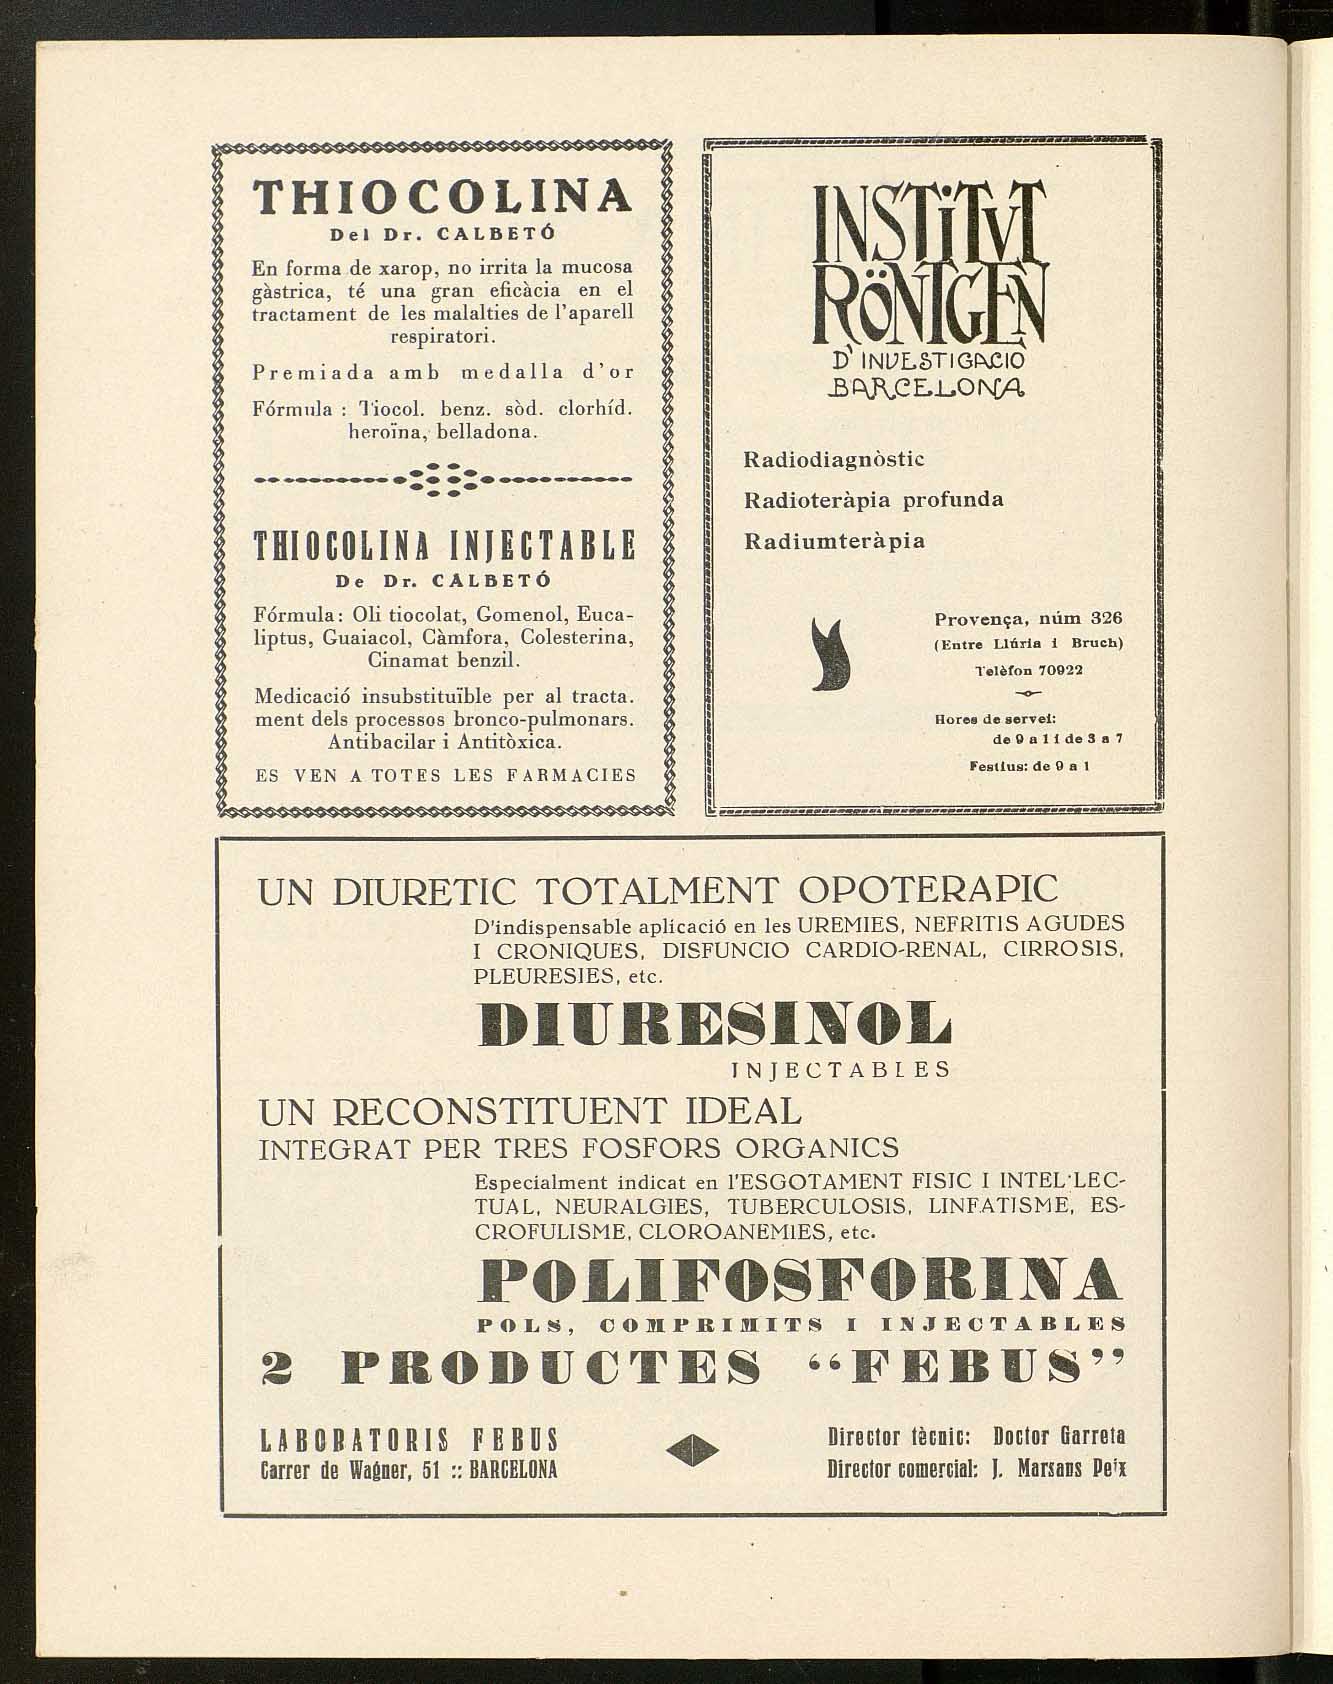 THIOCOLINA
Del Dr. CALBETÓ
En forma de xarop, no irrita la mucosa
gàstrica, té una gran eficàcia en el
tractament de les malalties de l'aparell
respiratori.
Premiada amb medalla d'or
Fórmula : Tiocol. benz. sòd. clorhíd.
heroïna, belladona.
THIOCOLINA INJECTABLE
De Dr. CALBETÓ
Fórmula: Oli tiocolat, Gomenol, Euca-
liptus, Guaiacol, Càmfora, Colesterina,
Cinamat benzil.
Medicació insubstituïble per al tracta.
ment dels processos bronco-pulmonars.
Antibacilar i Antitòxica.
ES VEN A TOTES LES FARMACIES
INSTITVT
RÖNTGEN
D'INVESTIGACIO
BARCELONA
Radiodiagnòstic
Radioteràpia profunda
Radiumteràpia
Provença, núm 326
(Entre Llúria i Bruch)
Telèfon 70922
Hores de servei:
de 9 a 11 de 3 a 7
Festius: de 9 a 1
UN DIURETIC TOTALMENT OPOTERAPIC
D'indispensable aplicació en les UREMIES, NEFRITIS AGUDES
I CRONIQUES, DISFUNCIO CARDIO-RENAL, CIRROSIS,
PLEURESIES, etc.
DIURESINOL
INJECTABLES
UN RECONSTITUENT IDEAL
INTEGRAT PER TRES FOSFORS ORGANICS
Especialment indicat en l'ESGOTAMENT FISIC I INTEL·LEC-
TUAL, NEURALGIES, TUBERCULOSIS, LINFATISME, ES-
CROFULISME, CLOROANEMIES, etc.
POLIFOSFORINA
POLS, COMPRIMITS I INJECTABLES
2 PRODUCTES “FEBUS”
LABORATORIS FEBUS
Carrer de Wagner, 51 :: BARCELONA
Director tècnic: Doctor Garreta
Director comercial: J. Marsans Peix